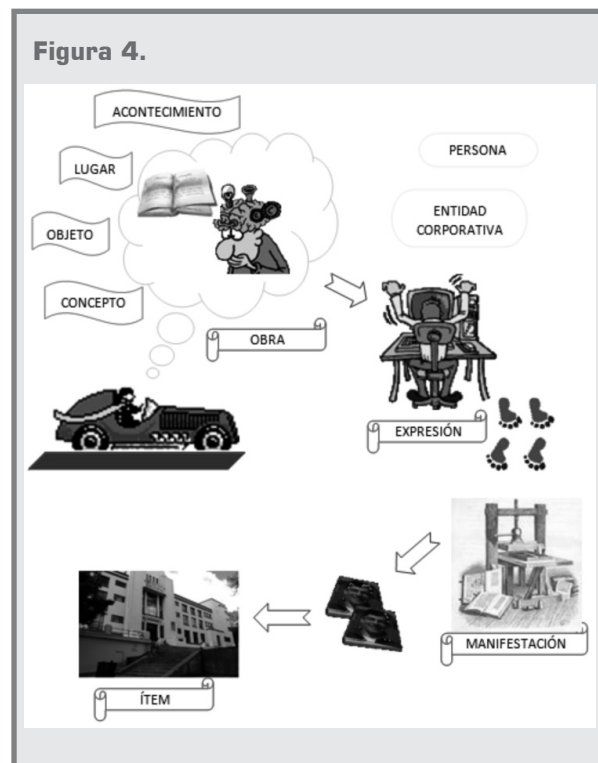 Figura 4.
ACONTECIMIENTO
LUGAR
PERSONA
OBJETO
ENTIDAD
CORPORATIVA
CONCEPTO
OBRA
EXPRESIÓN
MANIFESTACIÓN
ÍTEM